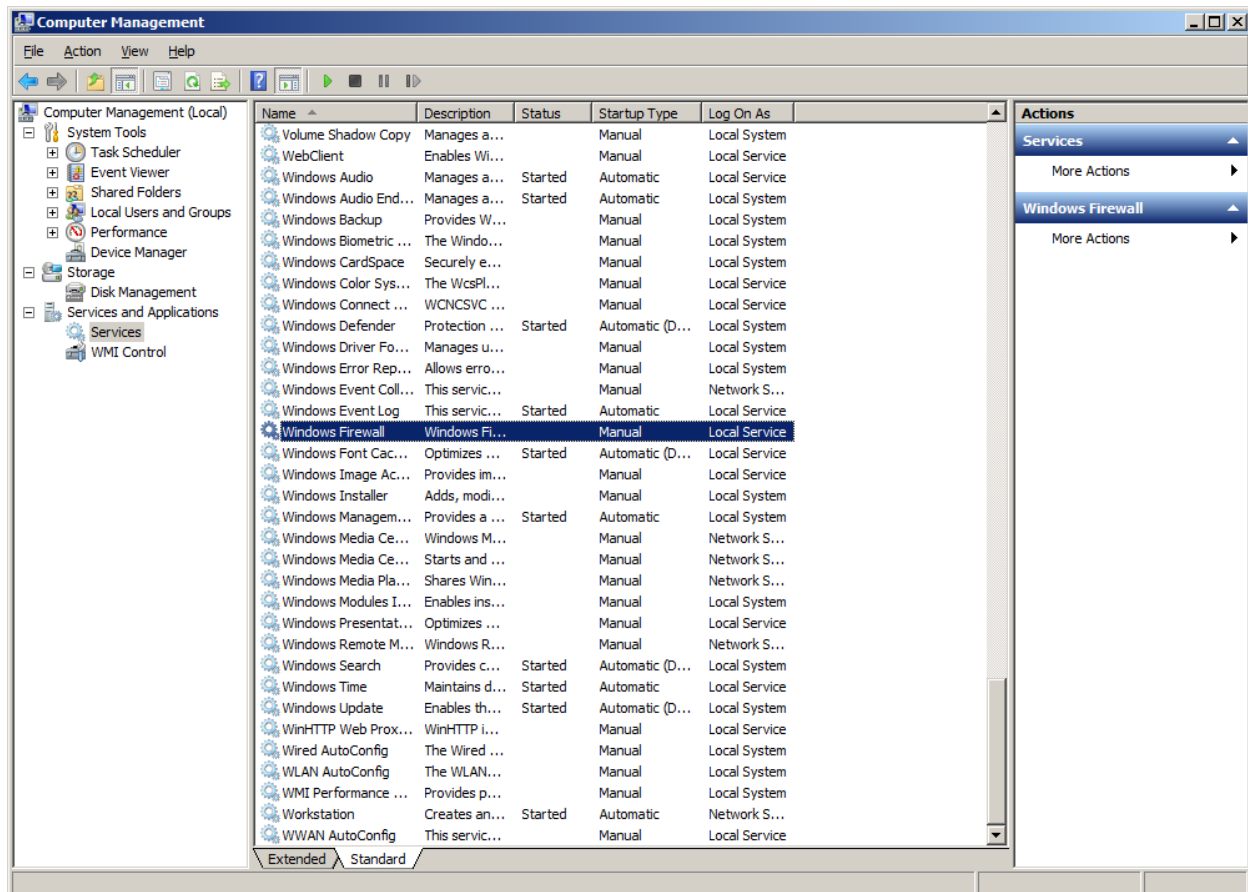 Computer Management
File Action View Help
Computer Management (Local)
System Tools
Task Scheduler
Event Viewer
Shared Folders
Local Users and Groups
Performance
Device Manager
Storage
Disk Management
Services and Applications
Services
WMI Control
Name Description Status Startup Type Log On As
Volume Shadow Copy Manages a... Manual Local System
WebClient Enables Wi... Manual Local Service
Windows Audio Manages a... Started Automatic Local Service
Windows Audio End... Manages a... Started Automatic Local System
Windows Backup Provides W... Manual Local System
Windows Biometric ... The Windo... Manual Local System
Windows CardSpace Securely e... Manual Local System
Windows Color Sys... The WcsPl... Manual Local Service
Windows Connect ... WCNCSVC ... Manual Local Service
Windows Defender Protection ... Started Automatic (D... Local System
Windows Driver Fo... Manages u... Manual Local System
Windows Error Rep... Allows erro... Manual Local System
Windows Event Coll... This servic... Manual Network S...
Windows Event Log This servic... Started Automatic Local Service
Windows Firewall Windows Fi... Manual Local Service
Windows Font Cac... Optimizes ... Started Automatic (D... Local Service
Windows Image Ac... Provides im... Manual Local Service
Windows Installer Adds, modi... Manual Local System
Windows Managem... Provides a ... Started Automatic Local System
Windows Media Ce... Windows M... Manual Network S...
Windows Media Ce... Starts and ... Manual Network S...
Windows Media Pla... Shares Win... Manual Network S...
Windows Modules I... Enables ins... Manual Local System
Windows Presentat... Optimizes ... Manual Local Service
Windows Remote M... Windows R... Manual Network S...
Windows Search Provides c... Started Automatic (D... Local System
Windows Time Maintains d... Started Automatic Local Service
Windows Update Enables th... Started Automatic (D... Local System
WinHTTP Web Prox... WinHTTP i... Manual Local Service
Wired AutoConfig The Wired ... Manual Local System
WLAN AutoConfig The WLAN... Manual Local System
WMI Performance ... Provides p... Manual Local System
Workstation Creates an... Started Automatic Network S...
WWAN AutoConfig This servic... Manual Local Service
Extended Standard
Actions
Services
More Actions
Windows Firewall
More Actions